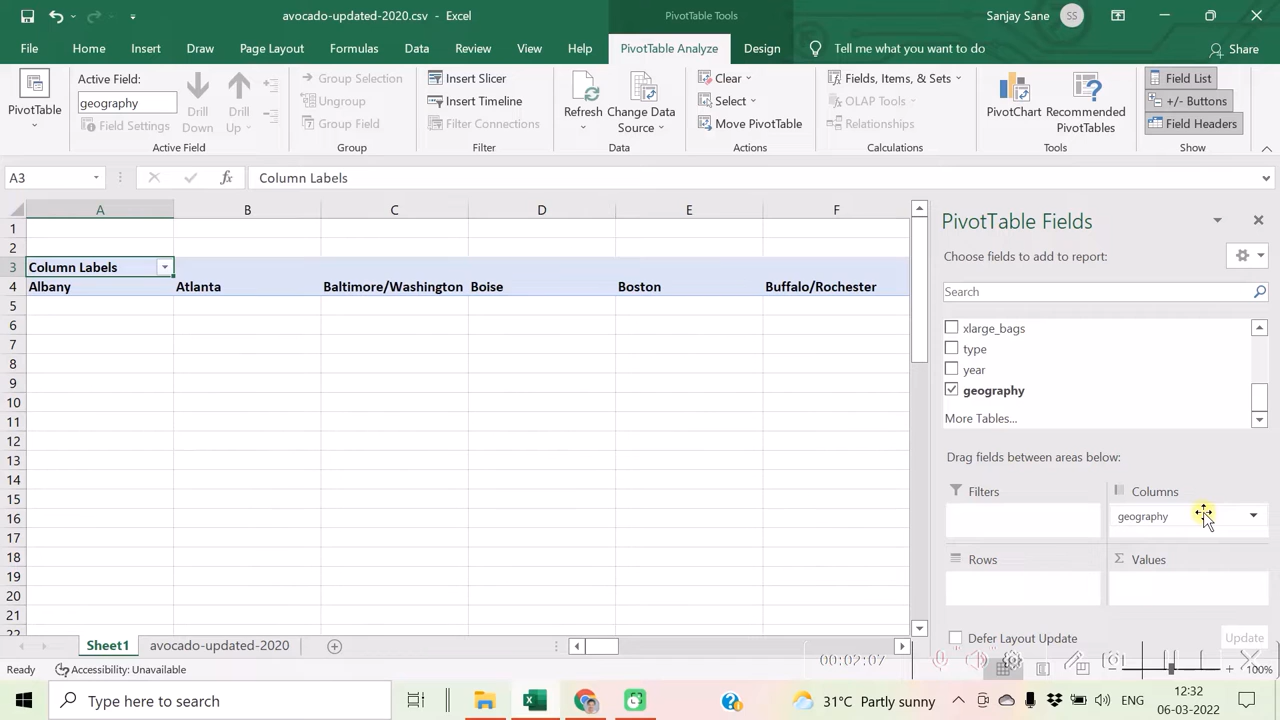 avocado-updated-2020.csv - Excel
PivotTable Tools
Sanjay Sane
SS
File Home Insert Draw Page Layout Formulas Data Review View Help PivotTable Analyze Design Tell me what you want to do Share
PivotTable
Active Field:
geography
Field Settings
Drill Down
Drill Up
Active Field
Group Selection
Ungroup
Group Field
Group
Insert Slicer
Insert Timeline
Filter Connections
Filter
Refresh
Change Data Source
Data
Clear
Select
Move PivotTable
Actions
Fields, Items, & Sets
OLAP Tools
Relationships
Calculations
PivotChart
Recommended PivotTables
Tools
Field List
+/- Buttons
Field Headers
Show
A3
fx
Column Labels
A B C D E F
1
2
3 Column Labels
4 Albany Atlanta Baltimore/Washington Boise Boston Buffalo/Rochester
5
6
7
8
9
10
11
12
13
14
15
16
17
18
19
20
21
22
PivotTable Fields
Choose fields to add to report:
Search
xlarge_bags
type
year
geography
More Tables...
Drag fields between areas below:
Filters
Columns
geography
Rows
Values
Defer Layout Update
Update
Sheet1 avocado-updated-2020
Ready
Accessibility: Unavailable
00:02:07
100%
Type here to search
31°C Partly sunny
ENG
12:32
06-03-2022